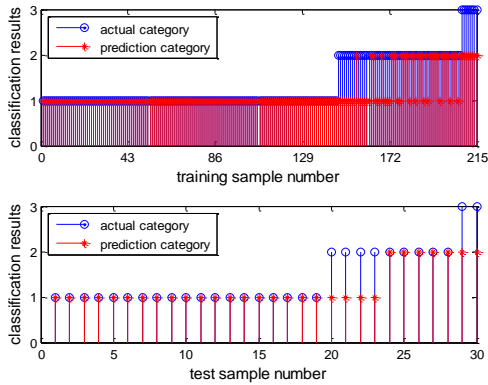 classification results
3
2
1
0
actual category
prediction category
0 43 86 129 172 215
training sample number
classification results
3
2
1
0
actual category
prediction category
0 5 10 15 20 25 30
test sample number